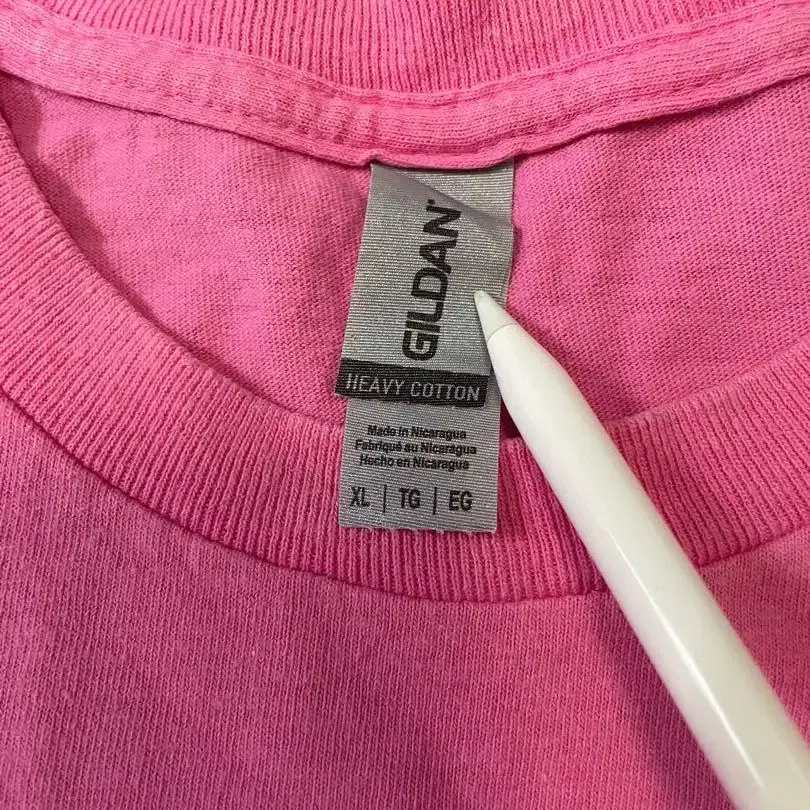 GILDAN®
HEAVY COTTON
Made in Nicaragua
Fabriqué au Nicaragua
Hecho en Nicaragua
XL | TG | EG